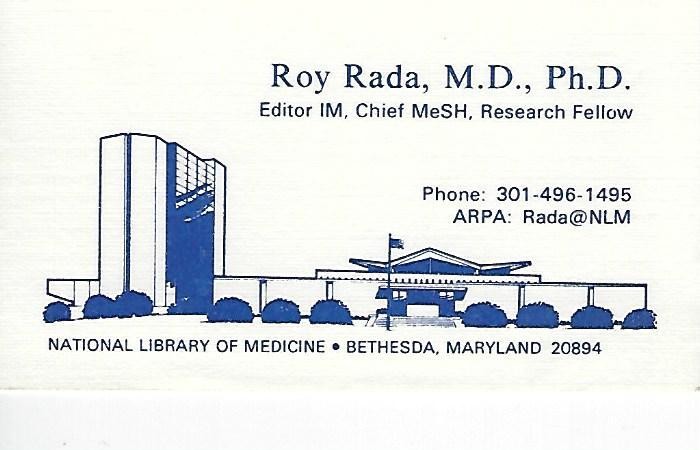 Roy Rada, M.D., Ph.D.
Editor IM, Chief MeSH, Research Fellow
Phone: 301-496-1495
ARPA: Rada@NLM
NATIONAL LIBRARY OF MEDICINE • BETHESDA, MARYLAND 20894